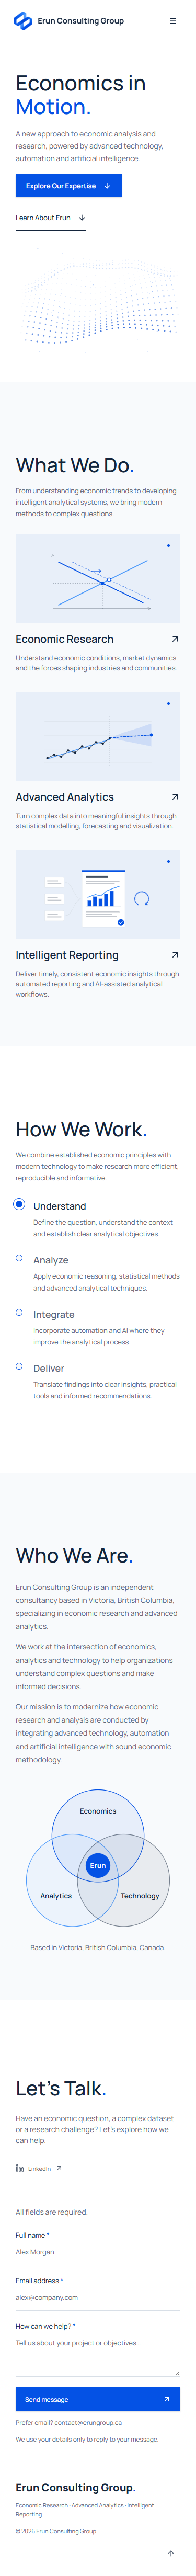 Erun Consulting Group
Economics in
Motion.
A new approach to economic analysis and
research, powered by advanced technology,
automation and artificial intelligence.
Explore Our Expertise
Learn About Erun
What We Do.
From understanding economic trends to developing
intelligent analytical systems, we bring modern
methods to complex questions.
Economic Research
Understand economic conditions, market dynamics
and the forces shaping industries and communities.
Advanced Analytics
Turn complex data into meaningful insights through
statistical modelling, forecasting and visualization.
Intelligent Reporting
Deliver timely, consistent economic insights through
automated reporting and AI-assisted analytical
workflows.
How We Work.
We combine established economic principles with
modern technology to make research more efficient,
reproducible and informative.
Understand
Define the question, understand the context
and establish clear analytical objectives.
Analyze
Apply economic reasoning, statistical methods
and advanced analytical techniques.
Integrate
Incorporate automation and AI where they
improve the analytical process.
Deliver
Translate findings into clear insights, practical
tools and informed recommendations.
Who We Are.
Erun Consulting Group is an independent
consultancy based in Victoria, British Columbia,
specializing in economic research and advanced
analytics.
We work at the intersection of economics,
analytics and technology to help organizations
understand complex questions and make
informed decisions.
Our mission is to modernize how economic
research and analysis are conducted by
integrating advanced technology, automation
and artificial intelligence with sound economic
methodology.
Economics
Erun
Analytics
Technology
Based in Victoria, British Columbia, Canada.
Let's Talk.
Have an economic question, a complex dataset
or a research challenge? Let's explore how we
can help.
LinkedIn
All fields are required.
Full name *
Alex Morgan
Email address *
alex@company.com
How can we help? *
Tell us about your project or objectives...
Send message
Prefer email? contact@erungroup.ca
We use your details only to reply to your message.
Erun Consulting Group.
Economic Research · Advanced Analytics · Intelligent
Reporting
© 2026 Erun Consulting Group